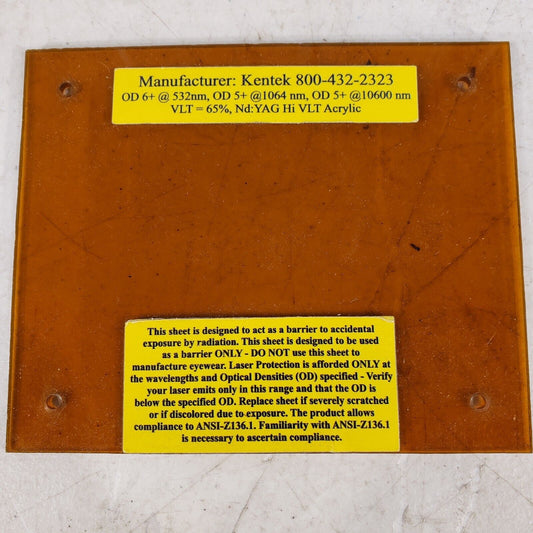 Manufacturer: Kentek 800-432-2323
OD 6+ @ 532nm, OD 5+ @1064 nm, OD 5+ @10600 nm
VLT = 65%, Nd:YAG Hi VLT Acrylic
This sheet is designed to act as a barrier to accidental
exposure by radiation. This sheet is designed to be used
as a barrier ONLY - DO NOT use this sheet to
manufacture eyewear. Laser Protection is afforded ONLY at
the wavelengths and Optical Densities (OD) specified - Verify
your laser emits only in this range and that the OD is
below the specified OD. Replace sheet if severely scratched
or if discolored due to exposure. The product allows
compliance to ANSI-Z136.1. Familiarity with ANSI-Z136.1
is necessary to ascertain compliance.